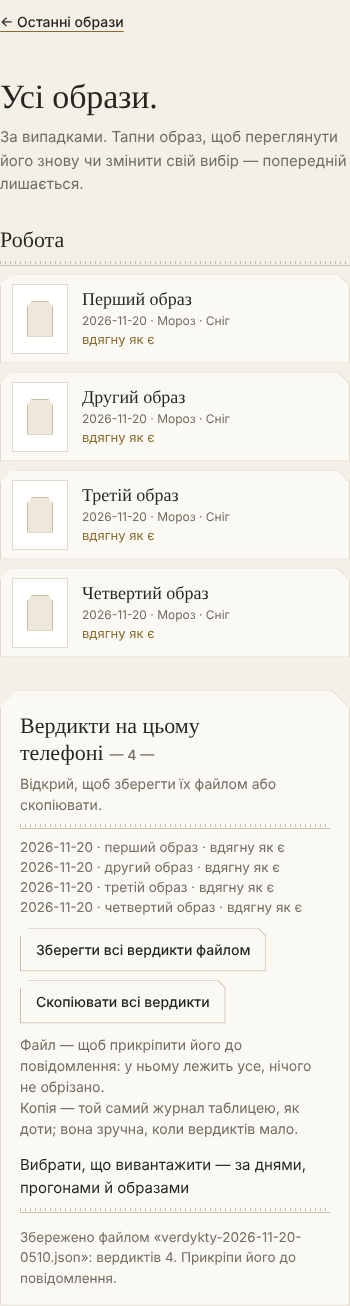 ← Останні образи
Усі образи.
За випадками. Тапни образ, щоб переглянути
його знову чи змінити свій вибір — попередній
лишається.
Робота
Перший образ
2026-11-20 · Мороз · Сніг
вдягну як є
Другий образ
2026-11-20 · Мороз · Сніг
вдягну як є
Третій образ
2026-11-20 · Мороз · Сніг
вдягну як є
Четвертий образ
2026-11-20 · Мороз · Сніг
вдягну як є
Вердикти на цьому
телефоні — 4 —
Відкрий, щоб зберегти їх файлом або
скопіювати.
2026-11-20 · перший образ · вдягну як є
2026-11-20 · другий образ · вдягну як є
2026-11-20 · третій образ · вдягну як є
2026-11-20 · четвертий образ · вдягну як є
Зберегти всі вердикти файлом
Скопіювати всі вердикти
Файл — щоб прикріпити його до
повідомлення: у ньому лежить усе, нічого
не обрізано.
Копія — той самий журнал таблицею, як
доти; вона зручна, коли вердиктів мало.
Вибрати, що вивантажити — за днями,
прогонами й образами
Збережено файлом «verdykty-2026-11-20-
0510.json»: вердиктів 4. Прикріпи його до
повідомлення.